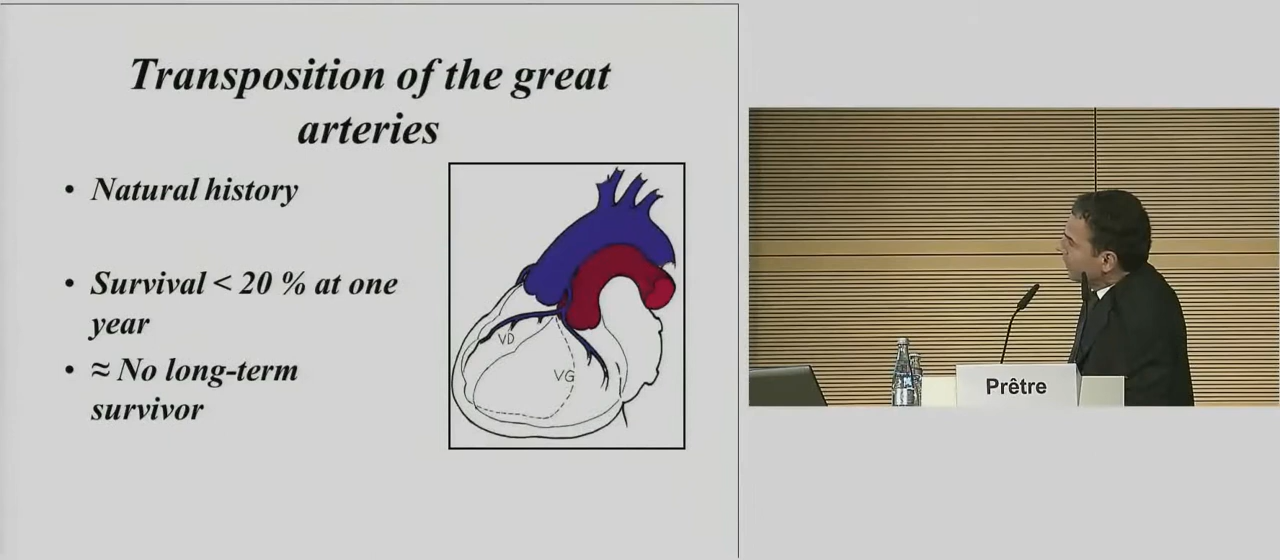 Transposition of the great
arteries
• Natural history
• Survival < 20 % at one
year
• ≈ No long-term
survivor
VD
VG
Prêtre